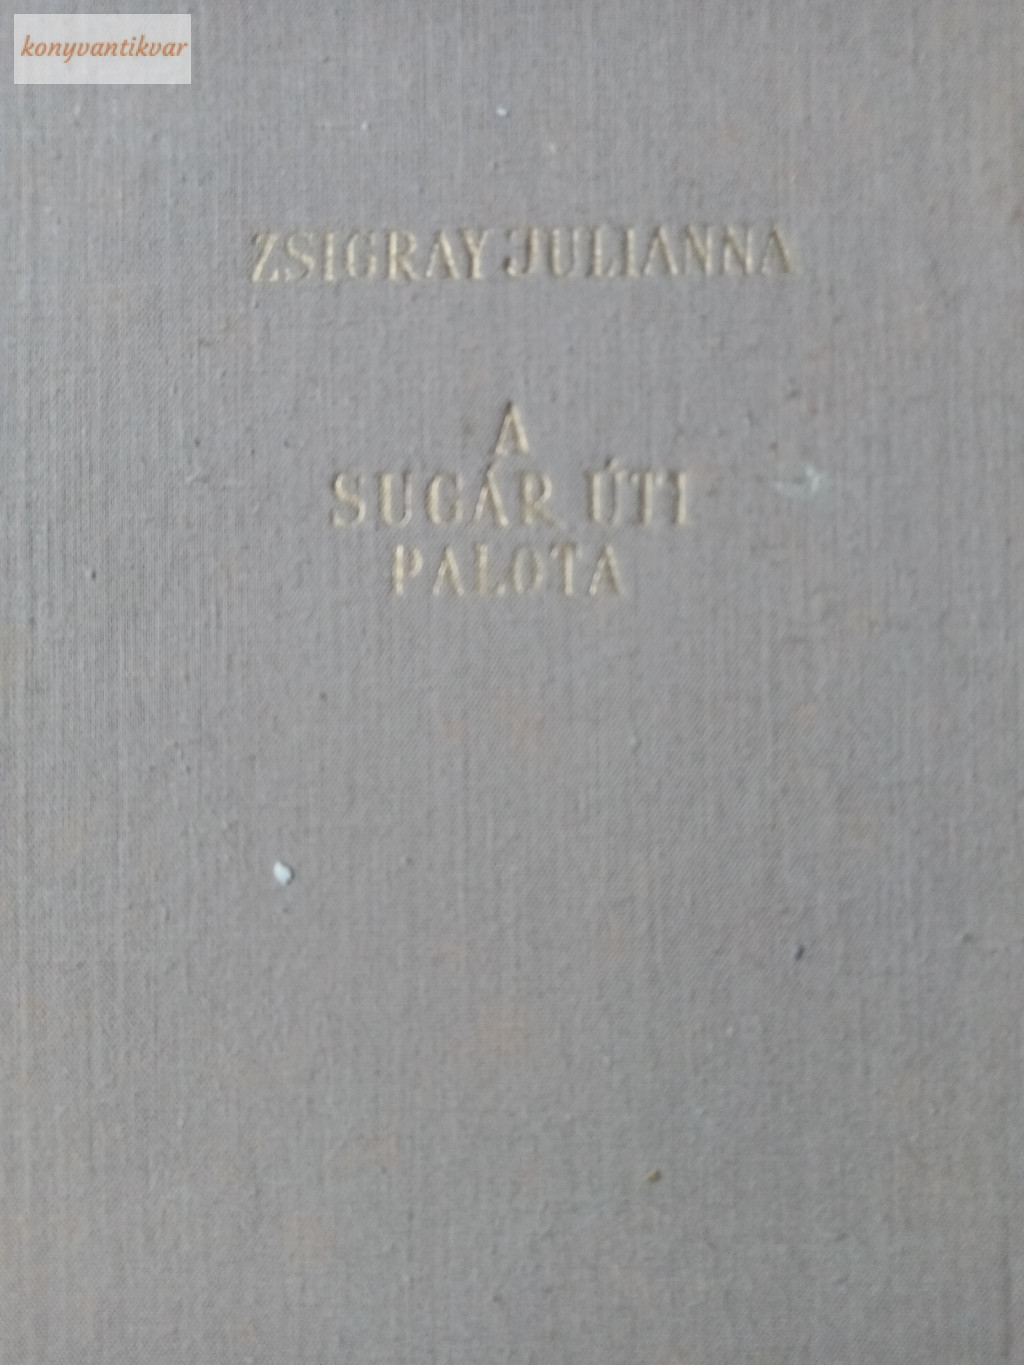 konyvantikvar
ZSIGRAY JULIANNA
A
SUGÁR ÚTI
PALOTA